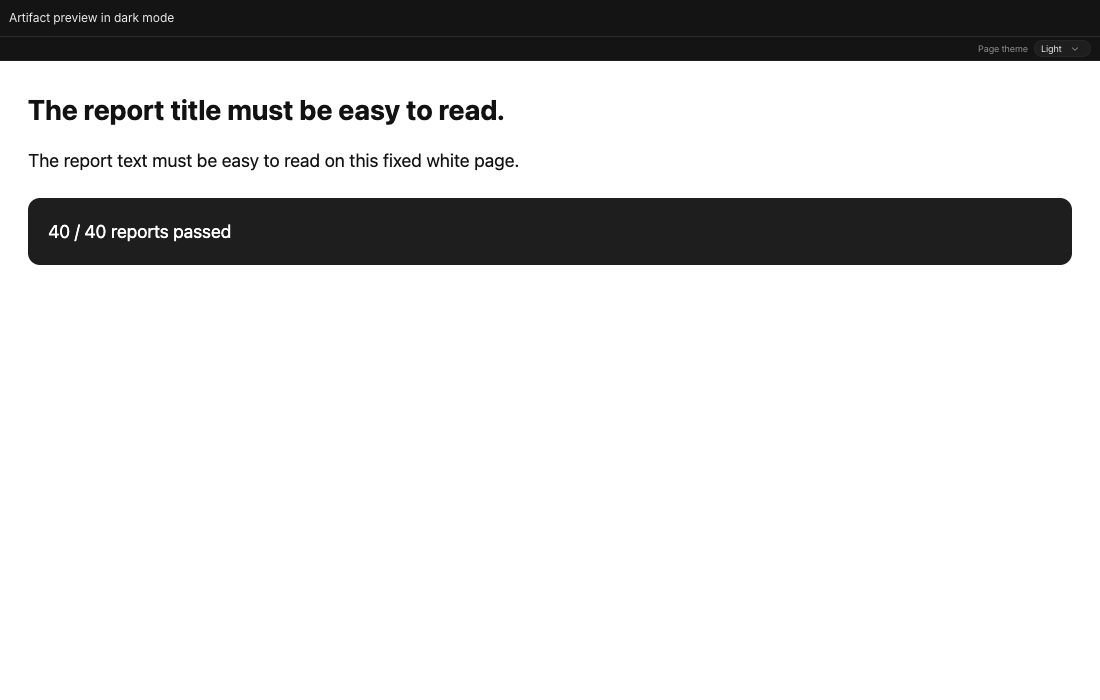 Artifact preview in dark mode
Page theme Light
The report title must be easy to read.
The report text must be easy to read on this fixed white page.
40 / 40 reports passed